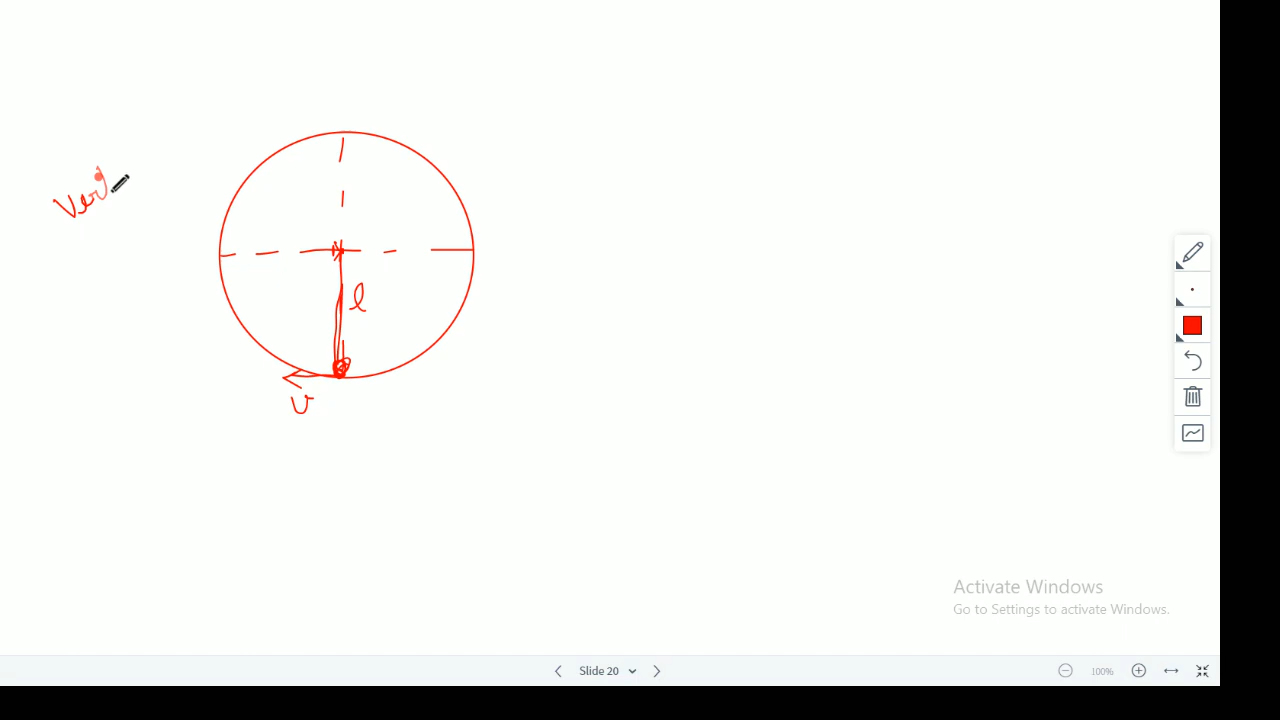 Ver
l
v
Activate Windows
Go to Settings to activate Windows.
Slide 20
100%